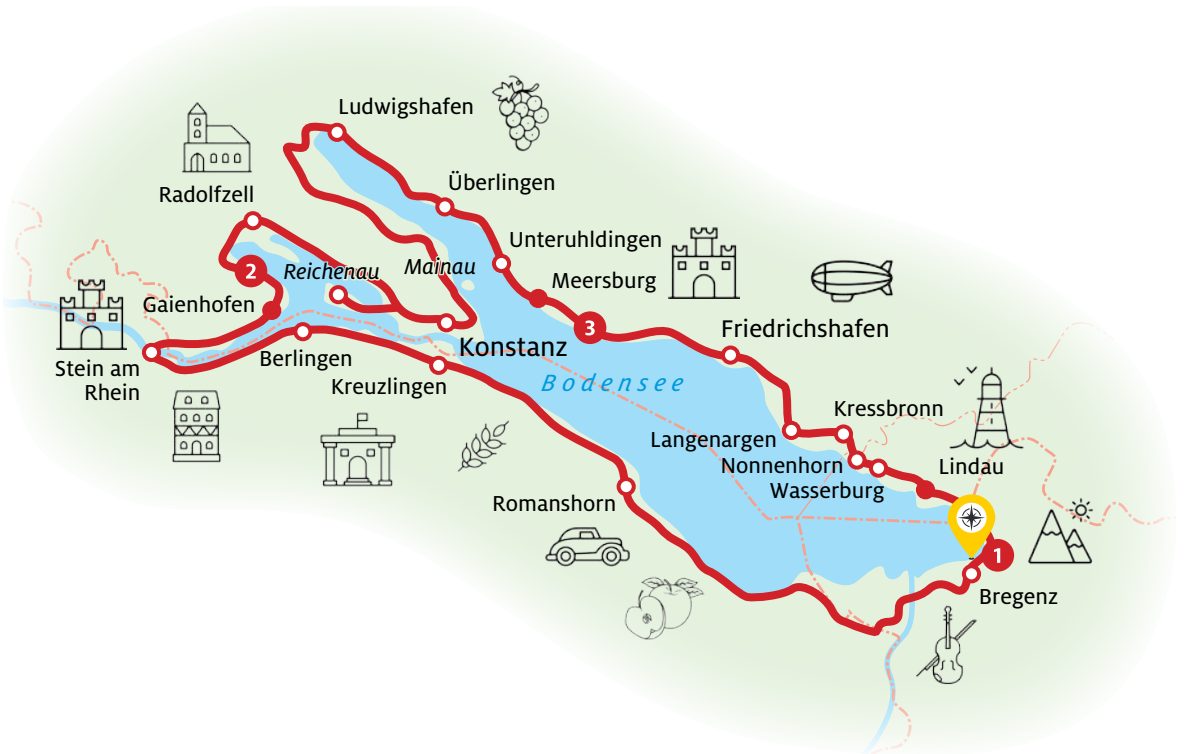 Ludwigshafen
Radolfzell
Überlingen
Unteruhldingen
2
Reichenau
Mainau
Meersburg
Gaienhofen
3
Friedrichshafen
Stein am
Rhein
Berlingen
Konstanz
Kreuzlingen
Bodensee
Kressbronn
Langenargen
Nonnenhorn
Lindau
Wasserburg
Romanshorn
1
Bregenz